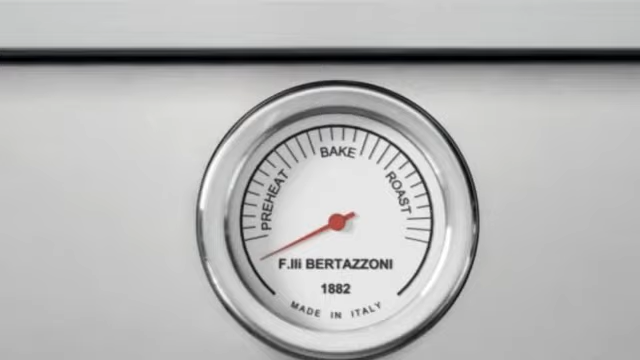 PREHEAT BAKE ROAST
F.lli BERTAZZONI
1882
MADE IN ITALY